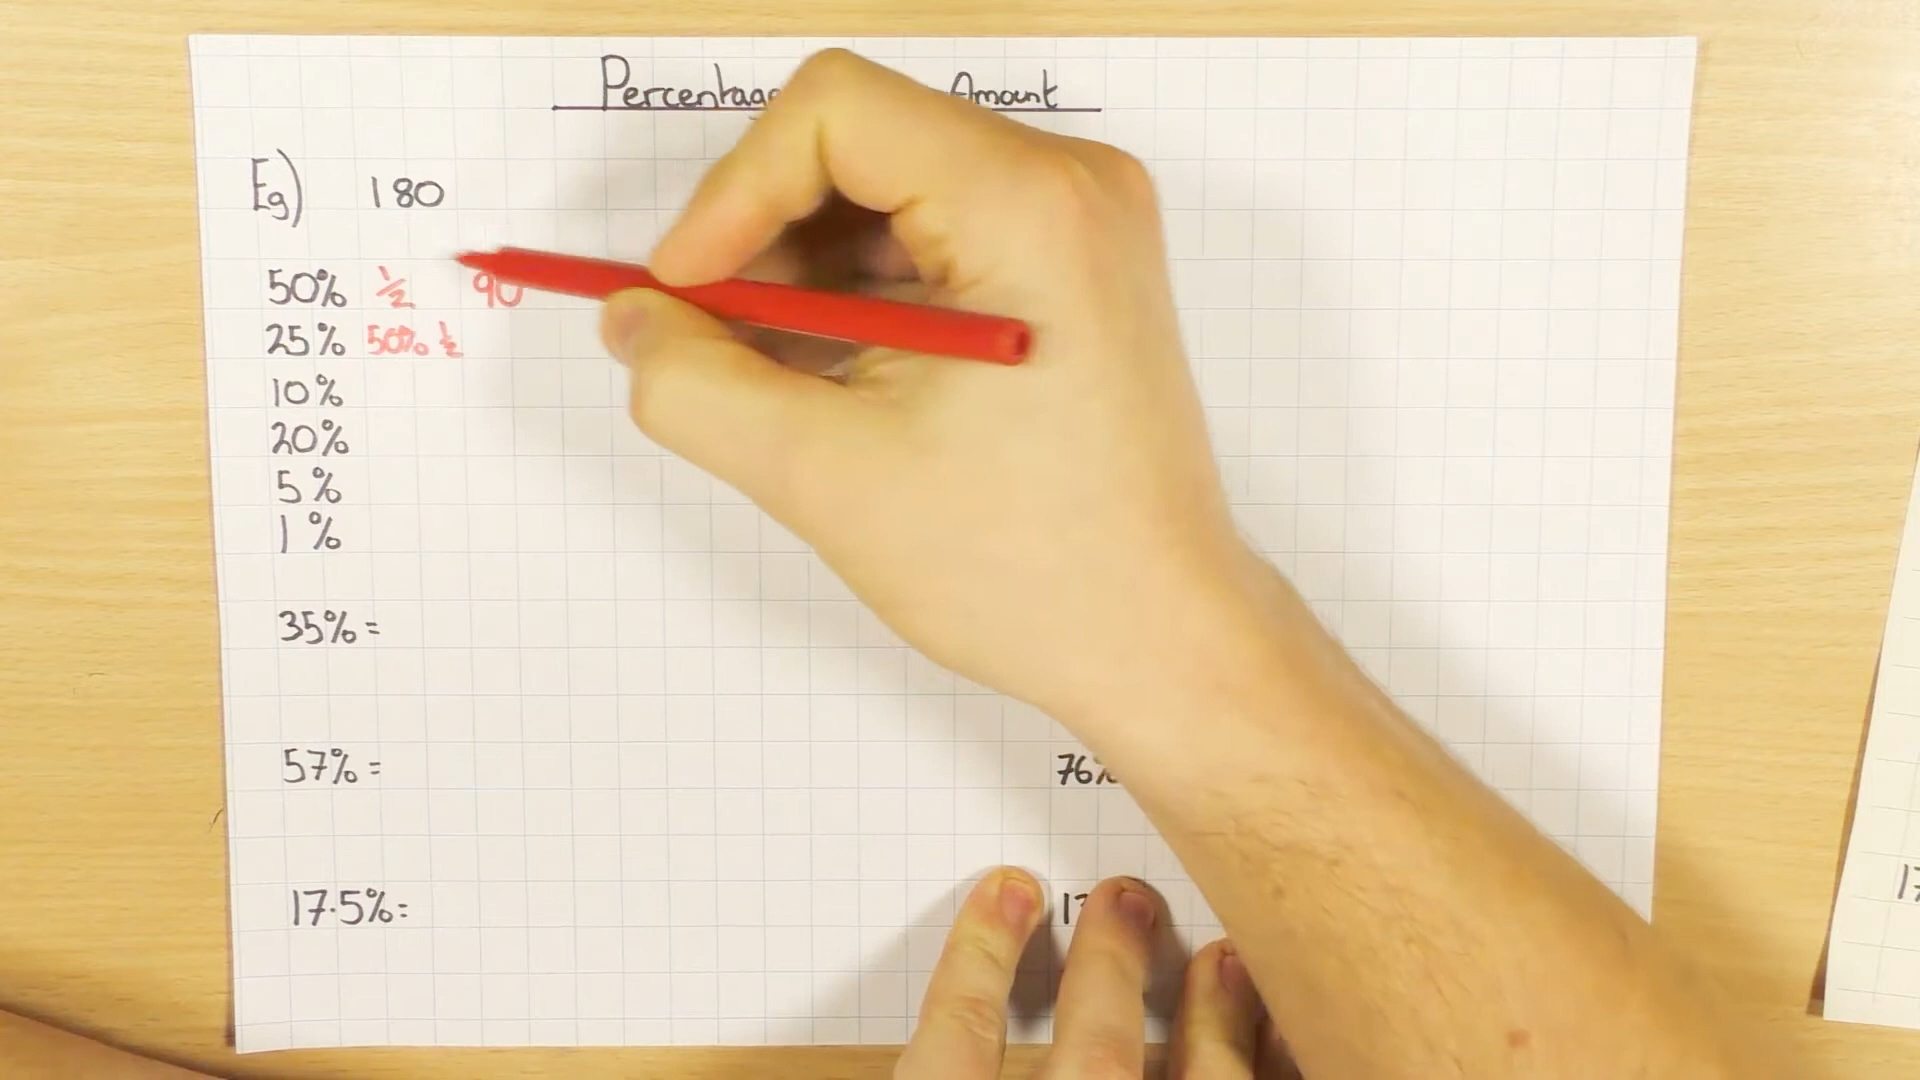 Percentage Amount
Eg) 180
50% ½ 90
25% 50% ½
10%
20%
5%
1%
35% =
57% =
76%
17.5% =